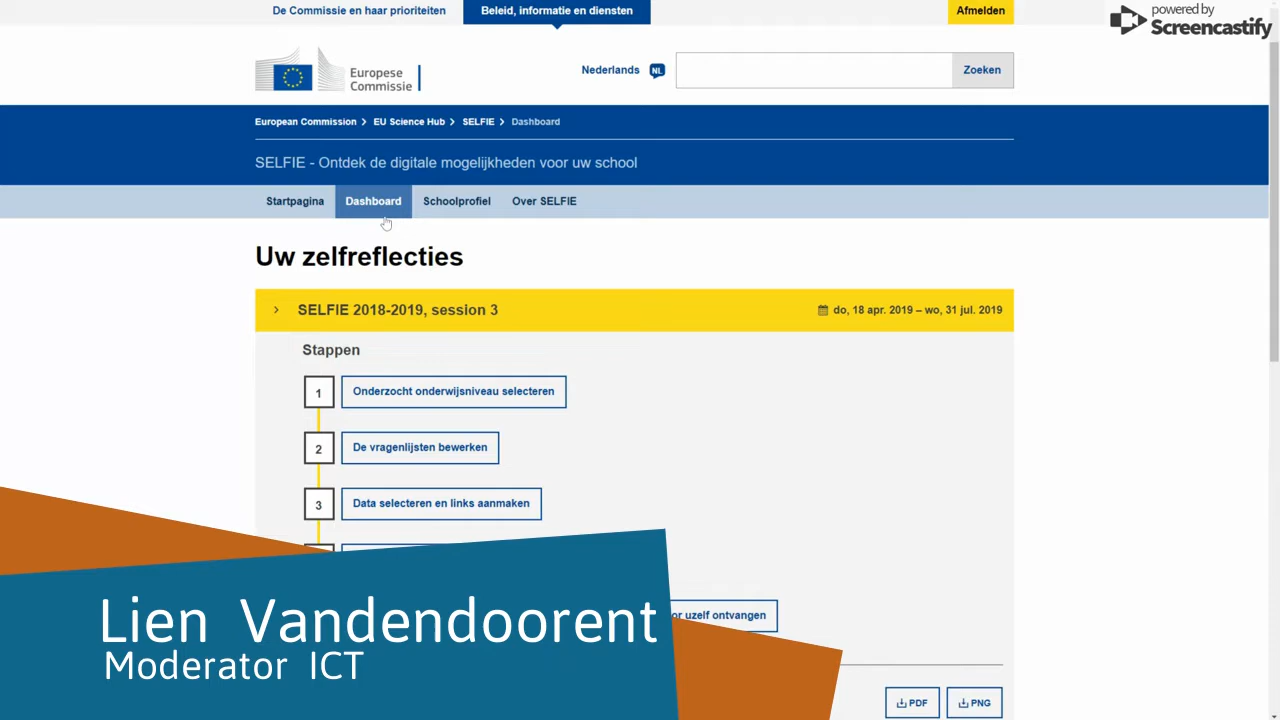 De Commissie en haar prioriteiten
Beleid, informatie en diensten
Afmelden
powered by
Screencastify
Europese
Commissie
Nederlands NL
Zoeken
European Commission > EU Science Hub > SELFIE > Dashboard
SELFIE - Ontdek de digitale mogelijkheden voor uw school
Startpagina Dashboard Schoolprofiel Over SELFIE
Uw zelfreflecties
SELFIE 2018-2019, session 3
do, 18 apr. 2019 – wo, 31 jul. 2019
Stappen
1 Onderzocht onderwijsniveau selecteren
2 De vragenlijsten bewerken
3 Data selecteren en links aanmaken
uzelf ontvangen
Lien Vandendoorent
Moderator ICT
PDF PNG